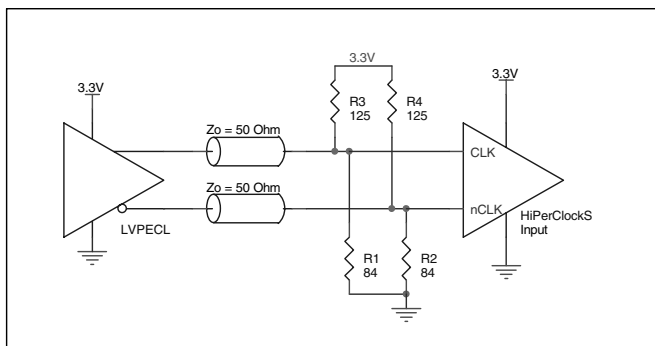 3.3V
3.3V
3.3V
R3
125
R4
125
Zo = 50 Ohm
CLK
Zo = 50 Ohm
nCLK
HiPerClockS
Input
LVPECL
R1
84
R2
84